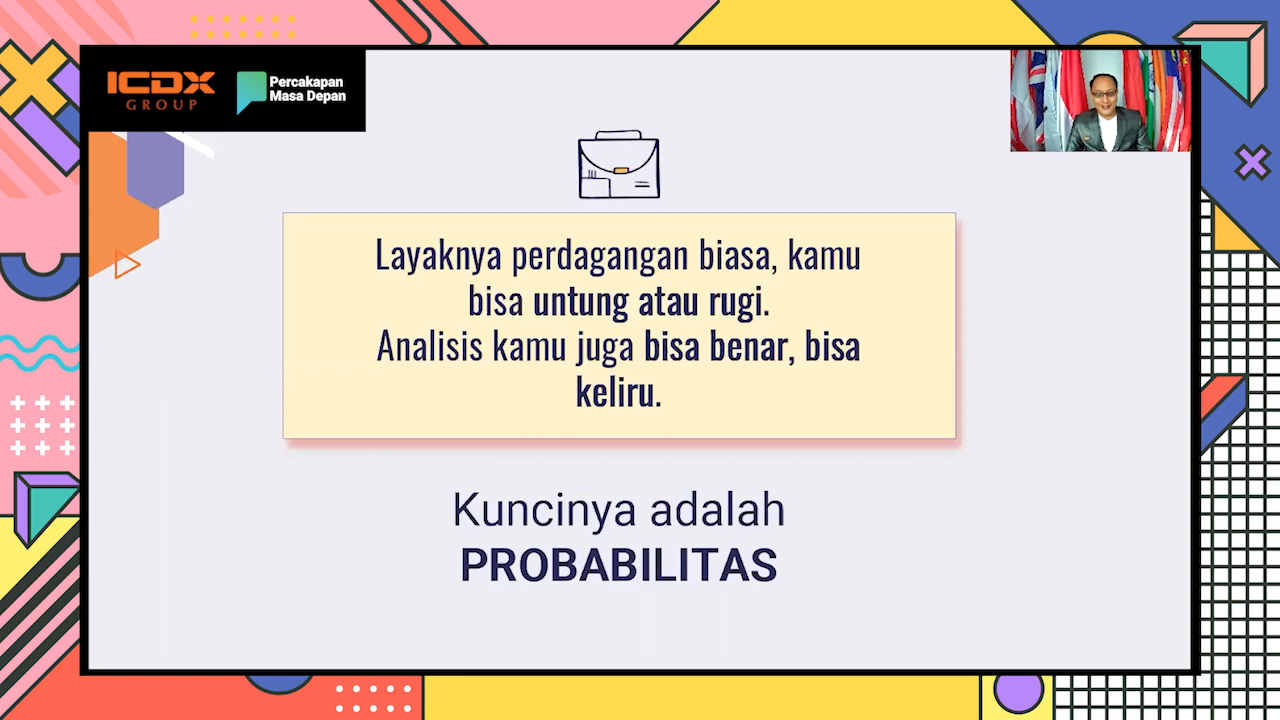 ICDX
GROUP
Percakapan
Masa Depan
Layaknya perdagangan biasa, kamu
bisa untung atau rugi.
Analisis kamu juga bisa benar, bisa
keliru.
Kuncinya adalah
PROBABILITAS